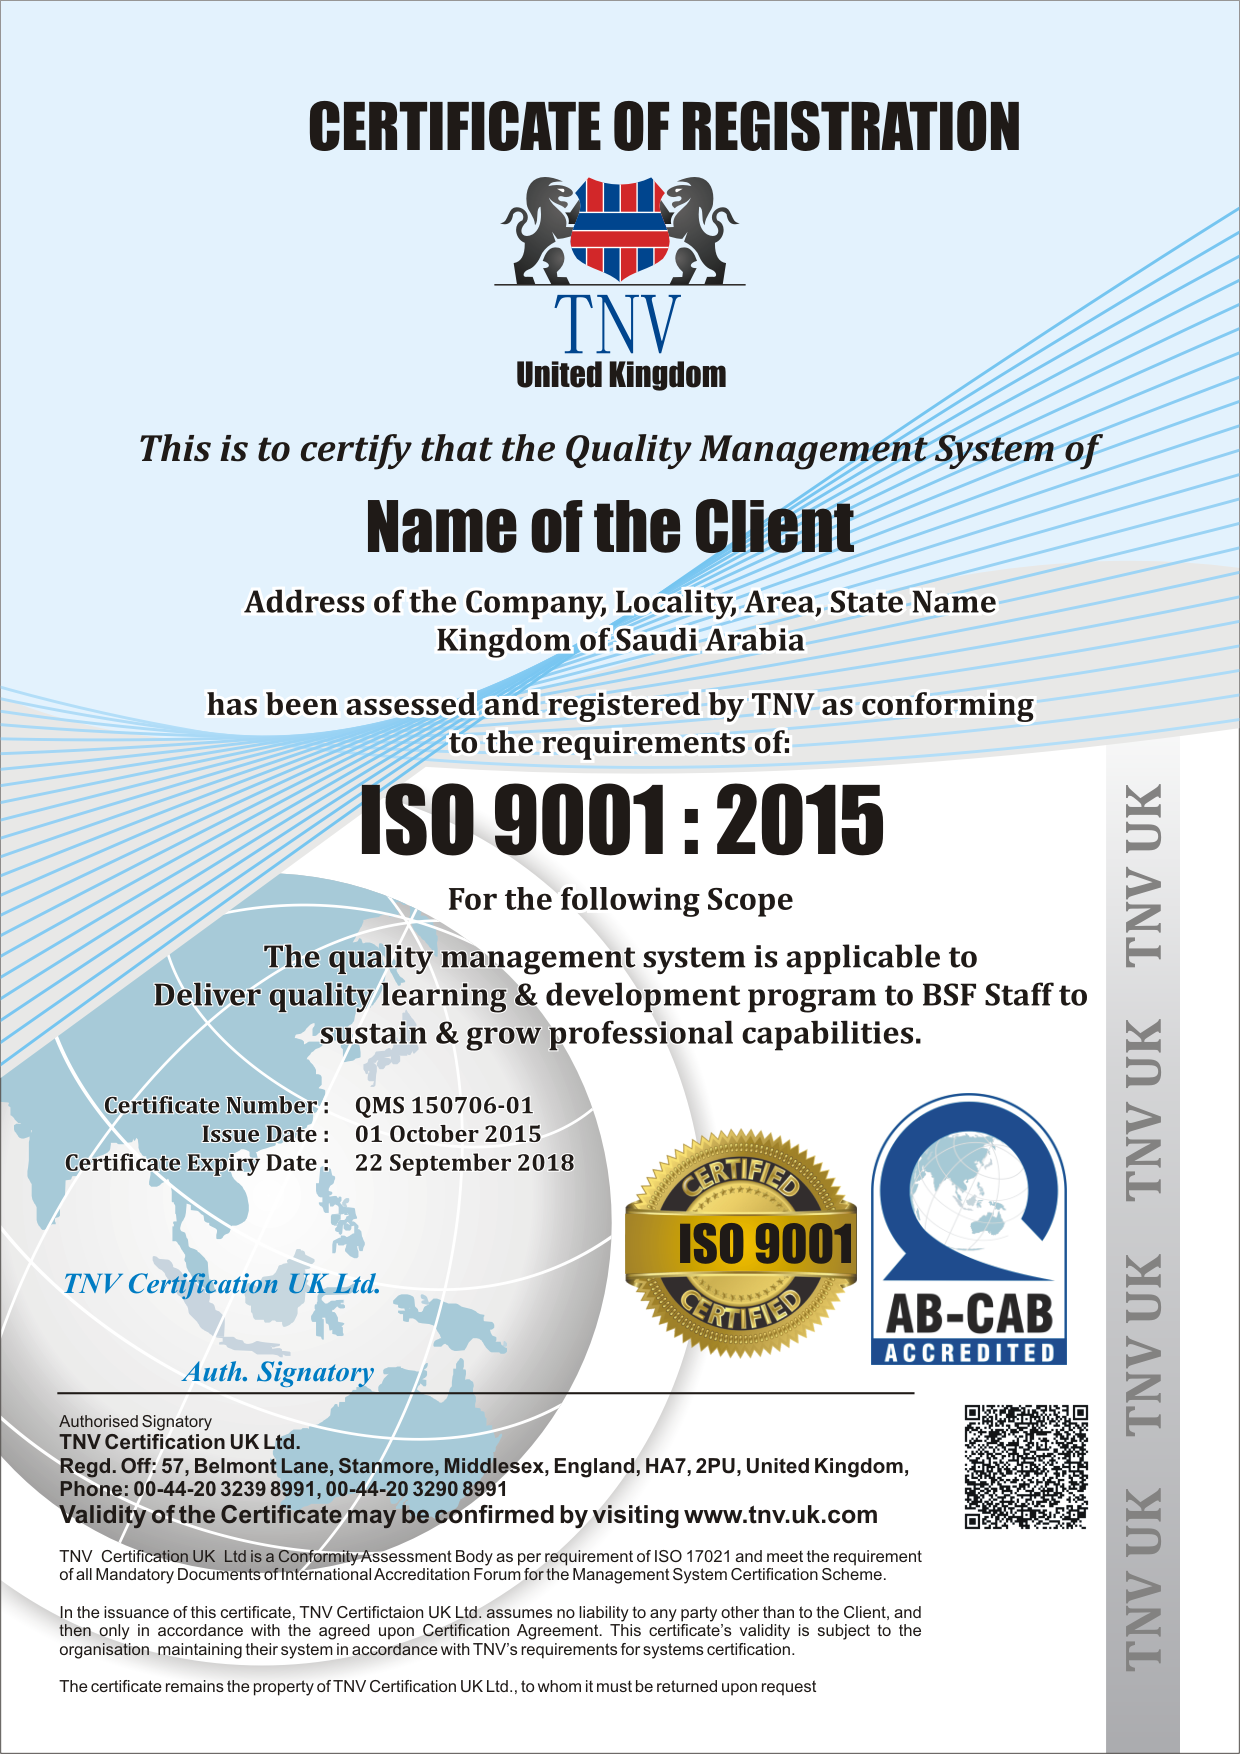 CERTIFICATE OF REGISTRATION
TNV
United Kingdom
This is to certify that the Quality Management System of
Name of the Client
Address of the Company, Locality, Area, State Name
Kingdom of Saudi Arabia
has been assessed and registered by TNV as conforming
to the requirements of:
ISO 9001 : 2015
For the following Scope
The quality management system is applicable to
Deliver quality learning & development program to BSF Staff to
sustain & grow professional capabilities.
Certificate Number : QMS 150706-01
Issue Date : 01 October 2015
Certificate Expiry Date : 22 September 2018
CERTIFIED
ISO 9001
CERTIFIED
AB-CAB
ACCREDITED
TNV Certification UK Ltd.
Auth. Signatory
Authorised Signatory
TNV Certification UK Ltd.
Regd. Off: 57, Belmont Lane, Stanmore, Middlesex, England, HA7, 2PU, United Kingdom,
Phone: 00-44-20 3239 8991, 00-44-20 3290 8991
Validity of the Certificate may be confirmed by visiting www.tnv.uk.com
TNV Certification UK Ltd is a Conformity Assessment Body as per requirement of ISO 17021 and meet the requirement
of all Mandatory Documents of International Accreditation Forum for the Management System Certification Scheme.
In the issuance of this certificate, TNV Certifictaion UK Ltd. assumes no liability to any party other than to the Client, and
then only in accordance with the agreed upon Certification Agreement. This certificate's validity is subject to the
organisation maintaining their system in accordance with TNV's requirements for systems certification.
The certificate remains the property of TNV Certification UK Ltd., to whom it must be returned upon request
TNV UK TNV UK TNV UK TNV UK